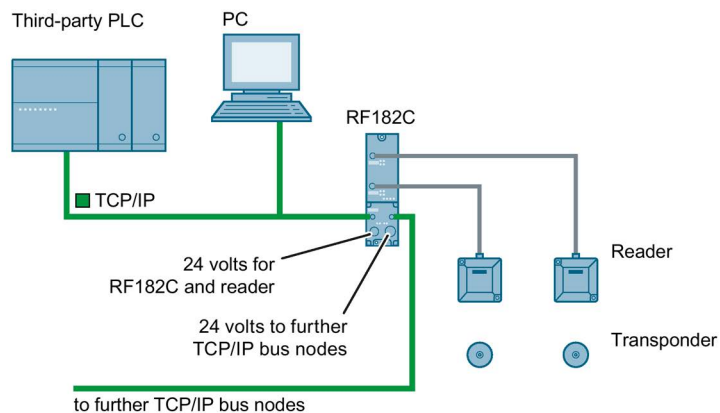 Third-party PLC
PC
RF182C
TCP/IP
24 volts for
RF182C and reader
Reader
24 volts to further
TCP/IP bus nodes
Transponder
to further TCP/IP bus nodes